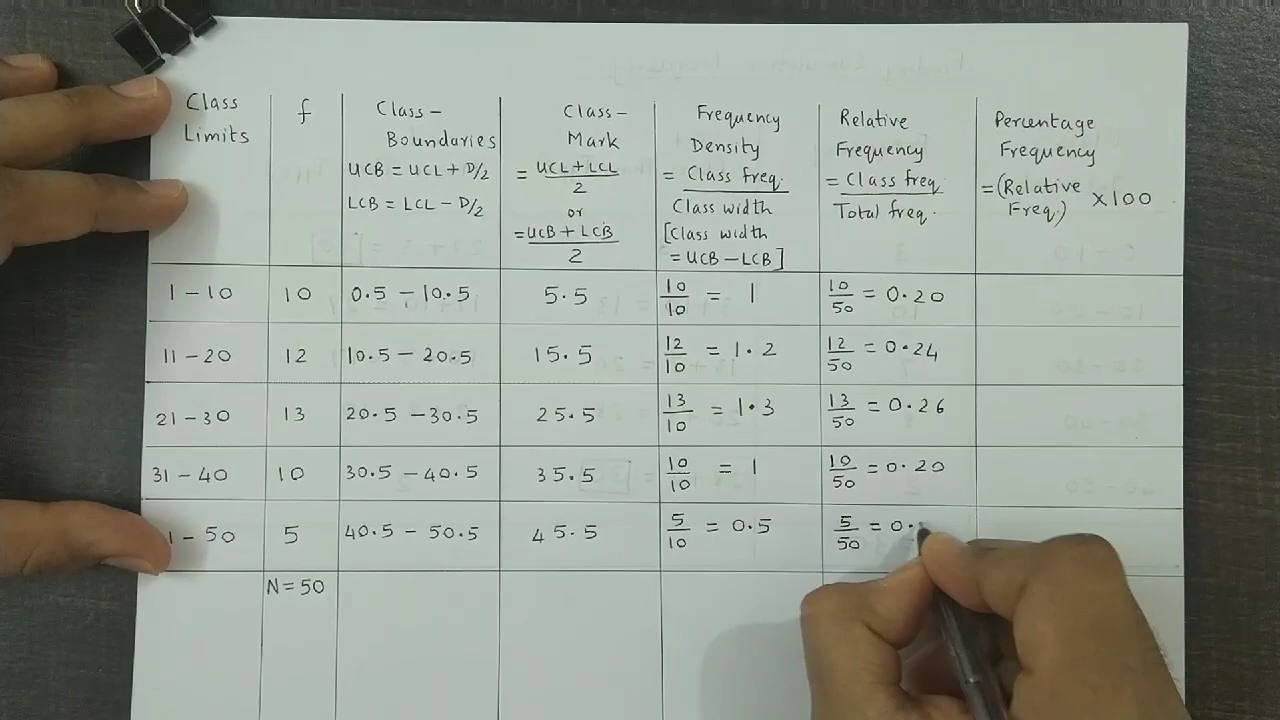 Class Limits
f
Class-Boundaries
UCB = UCL + D/2
LCB = LCL - D/2
Class-Mark
= UCL + LCL / 2
or
= UCB + LCB / 2
Frequency Density
= Class freq. / Class width
[Class width
= UCB - LCB]
Relative Frequency
= Class freq / Total freq.
Percentage Frequency
= (Relative Freq.) × 100
1 - 10 10 0.5 - 10.5 5.5 10/10 = 1 10/50 = 0.20
11 - 20 12 10.5 - 20.5 15.5 12/10 = 1.2 12/50 = 0.24
21 - 30 13 20.5 - 30.5 25.5 13/10 = 1.3 13/50 = 0.26
31 - 40 10 30.5 - 40.5 35.5 10/10 = 1 10/50 = 0.20
1 - 50 5 40.5 - 50.5 45.5 5/10 = 0.5 5/50 = 0.
N = 50